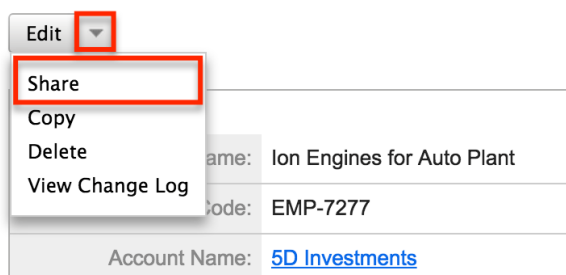 Edit
Share
Copy
Delete
View Change Log
ame: Ion Engines for Auto Plant
Code: EMP-7277
Account Name: 5D Investments